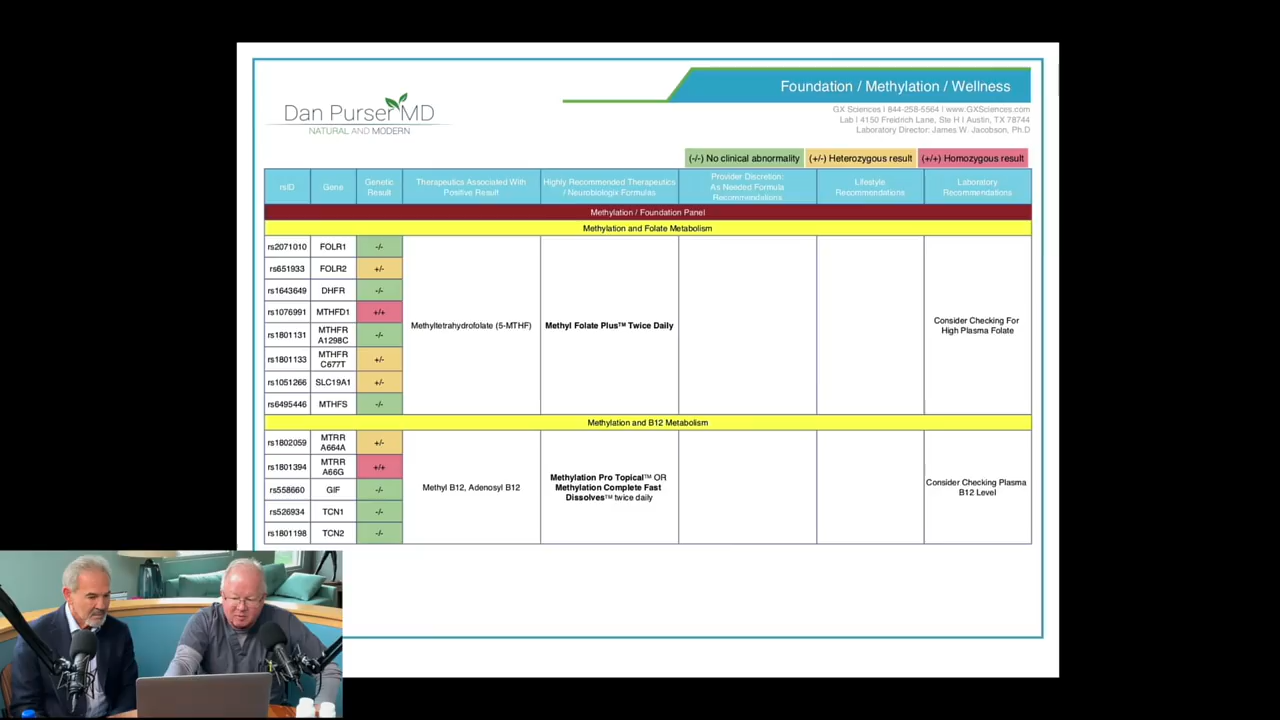 Foundation / Methylation / Wellness
Dan Purser MD
NATURAL AND MODERN
GX Sciences | 844-258-5564 | www.GXSciences.com
Lab | 4150 Freidrich Lane, Ste H | Austin, TX 78744
Laboratory Director: James W. Jacobson, Ph.D
(-/-) No clinical abnormality (+/-) Heterozygous result (+/+) Homozygous result
rsID
Gene
Genetic
Result
Therapeutics Associated With
Positive Result
Highly Recommended Therapeutics
/ Neurobiologix Formulas
Provider Discretion:
As Needed Formula
Recommendations
Lifestyle
Recommendations
Laboratory
Recommendations
Methylation / Foundation Panel
Methylation and Folate Metabolism
rs2071010 FOLR1 -/-
rs651933 FOLR2 +/-
rs1643649 DHFR -/-
rs1076991 MTHFD1 +/+
rs1801131 MTHFR A1298C -/-
rs1801133 MTHFR C677T +/-
rs1051266 SLC19A1 +/-
rs6495446 MTHFS -/-
Methyltetrahydrofolate (5-MTHF)
Methyl Folate Plus™ Twice Daily
Consider Checking For
High Plasma Folate
Methylation and B12 Metabolism
rs1802059 MTRR A664A +/-
rs1801394 MTRR A66G +/+
rs558660 GIF -/-
rs526934 TCN1 -/-
rs1801198 TCN2 -/-
Methyl B12, Adenosyl B12
Methylation Pro Topical™ OR
Methylation Complete Fast
Dissolves™ twice daily
Consider Checking Plasma
B12 Level